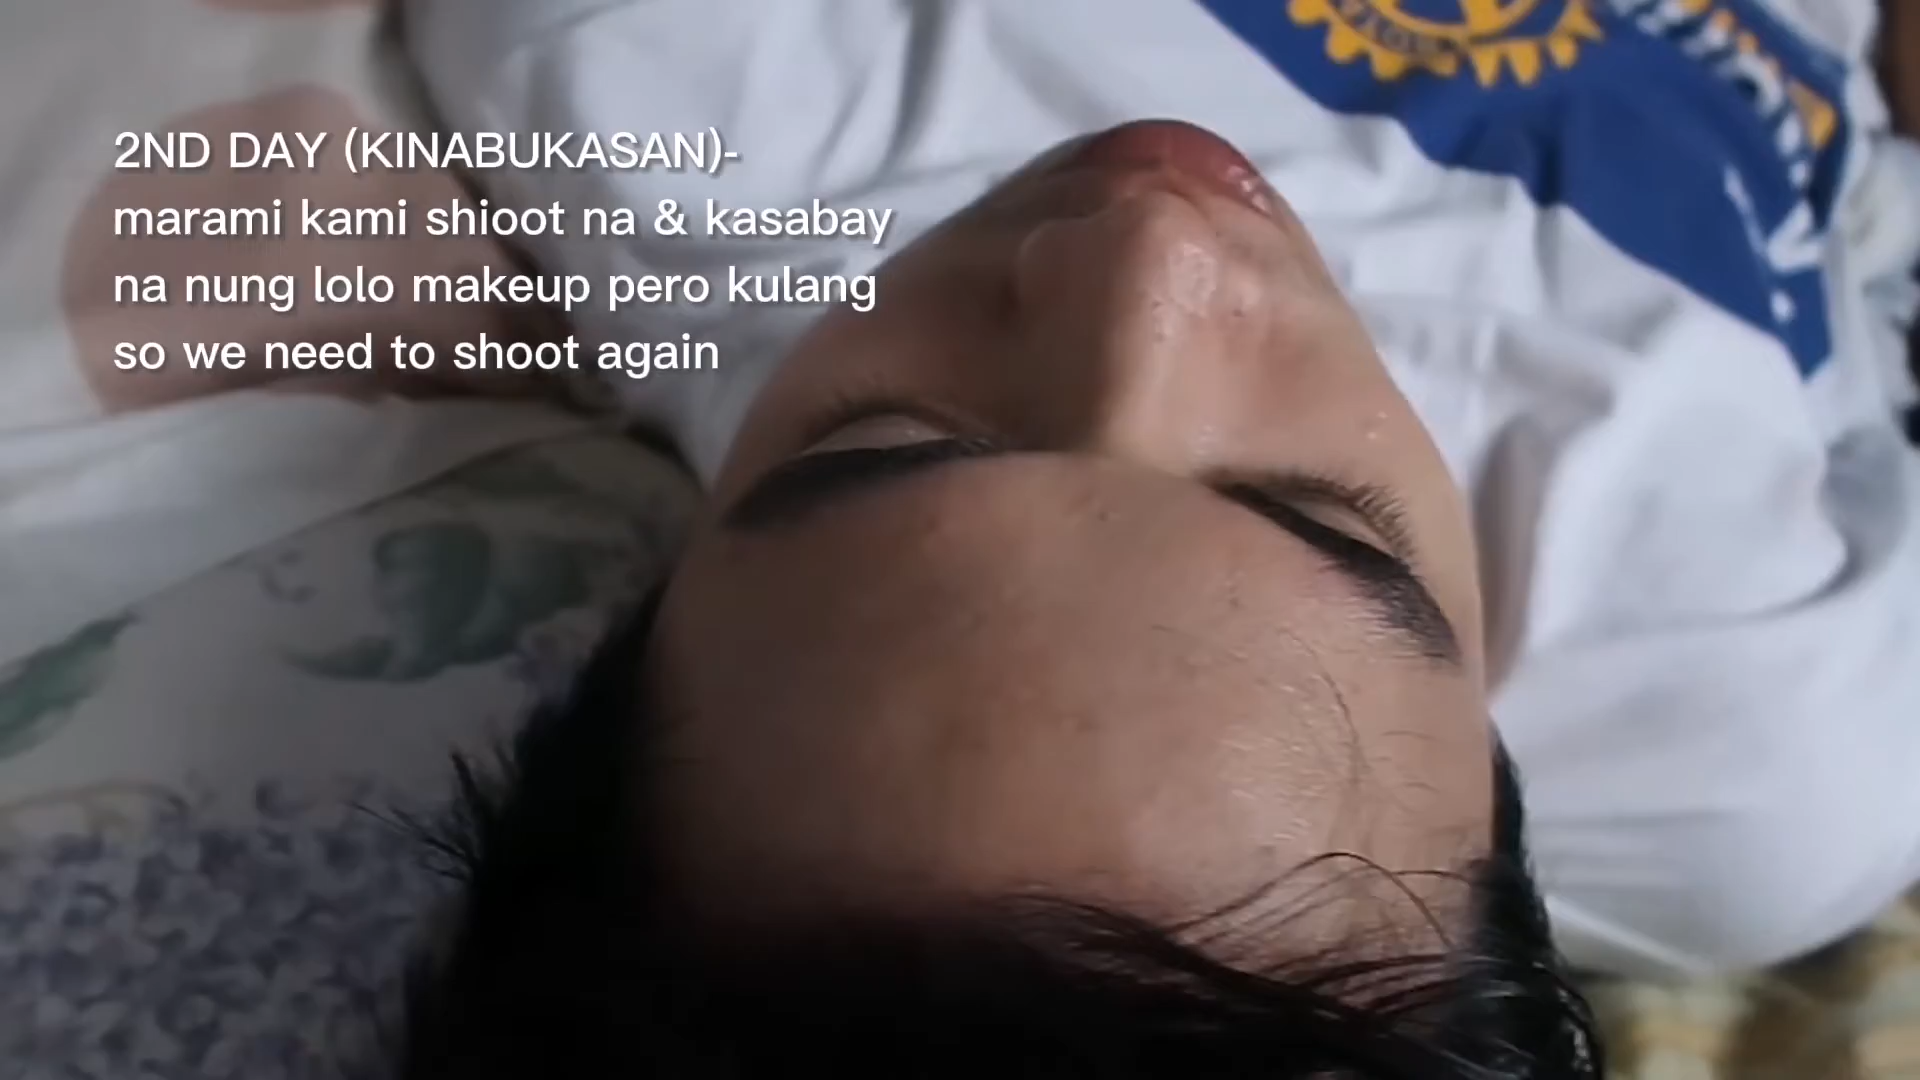 2ND DAY (KINABUKASAN)-
marami kami shioot na & kasabay
na nung lolo makeup pero kulang
so we need to shoot again